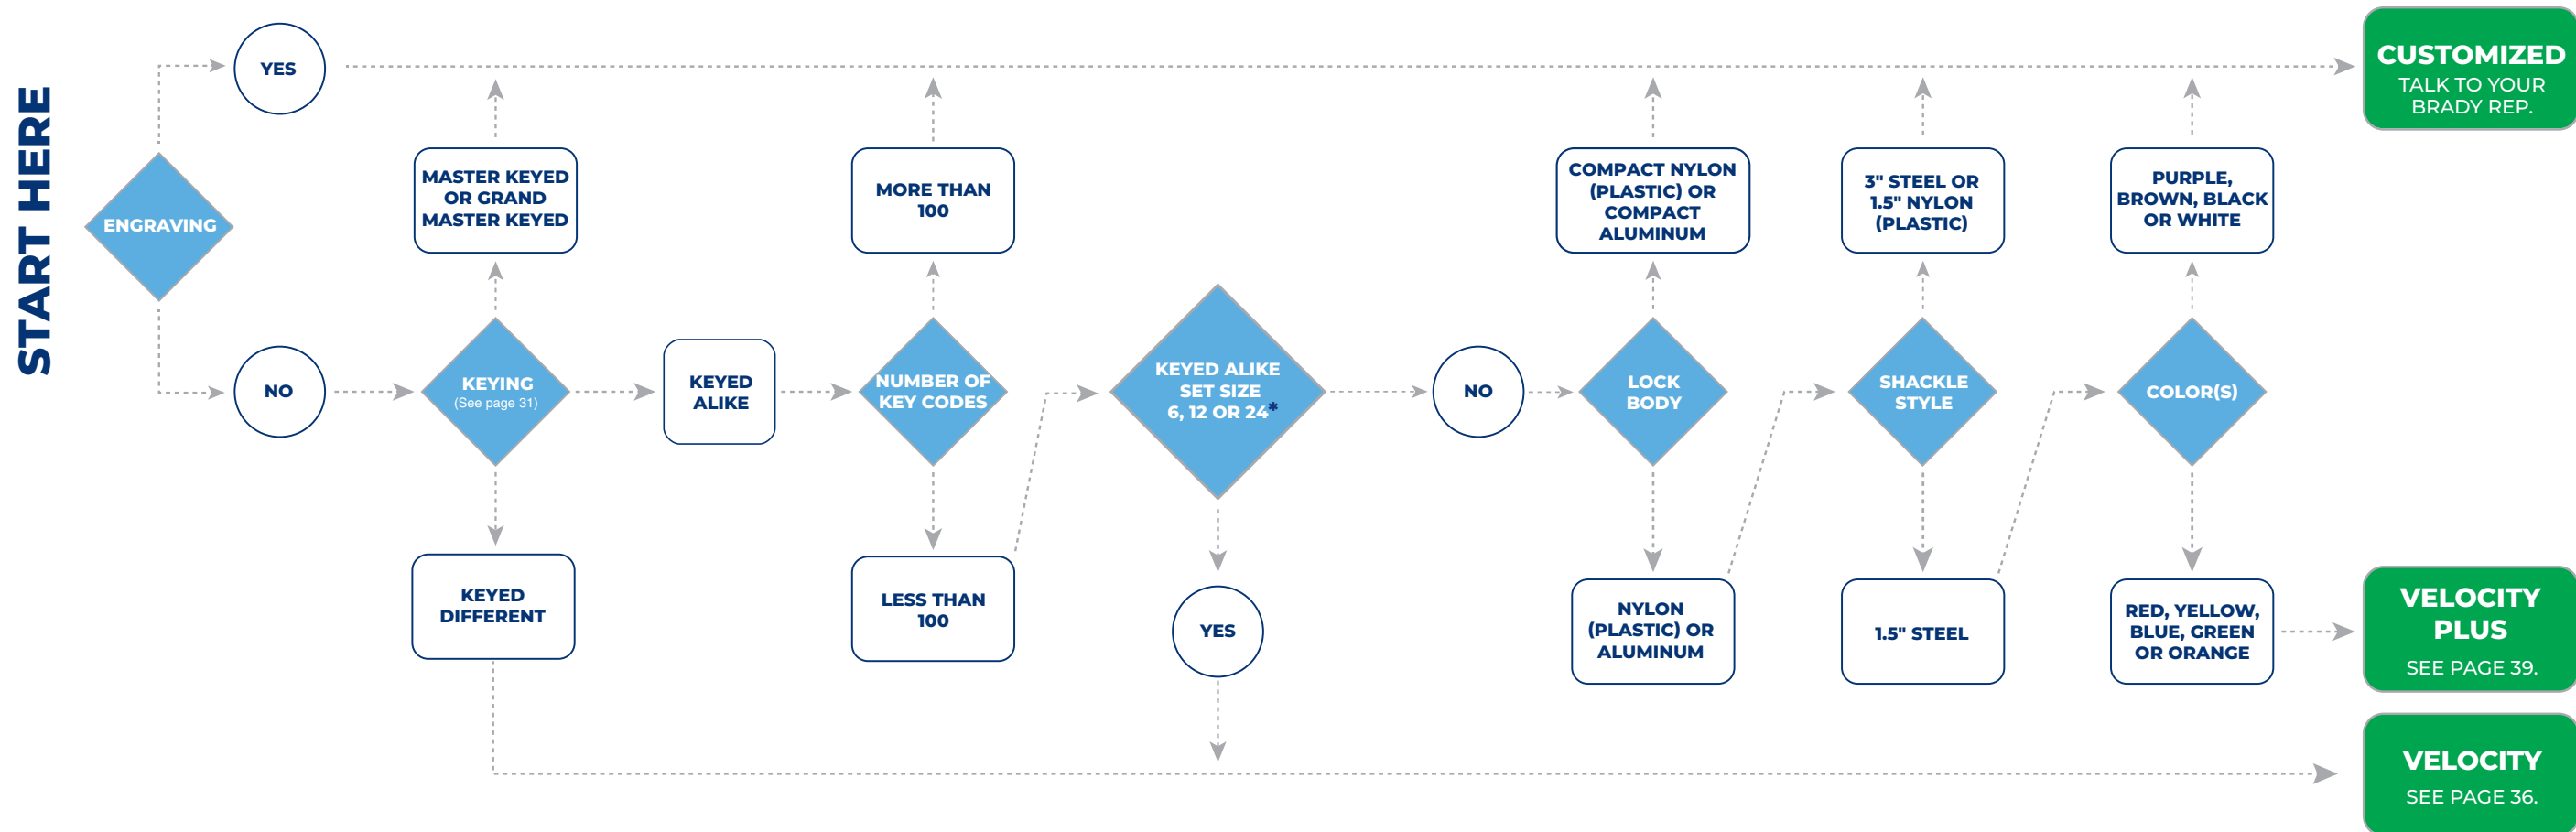 START HERE
ENGRAVING
YES
NO
MASTER KEYED
OR GRAND
MASTER KEYED
KEYING
(See page 31)
KEYED
DIFFERENT
KEYED
ALIKE
MORE THAN
100
NUMBER OF
KEY CODES
LESS THAN
100
KEYED ALIKE
SET SIZE
6, 12 OR 24*
YES
NO
COMPACT NYLON
(PLASTIC) OR
COMPACT
ALUMINUM
LOCK
BODY
NYLON
(PLASTIC) OR
ALUMINUM
3" STEEL OR
1.5" NYLON
(PLASTIC)
SHACKLE
STYLE
1.5" STEEL
PURPLE,
BROWN, BLACK
OR WHITE
COLOR(S)
RED, YELLOW,
BLUE, GREEN
OR ORANGE
CUSTOMIZED
TALK TO YOUR
BRADY REP.
VELOCITY
PLUS
SEE PAGE 39.
VELOCITY
SEE PAGE 36.